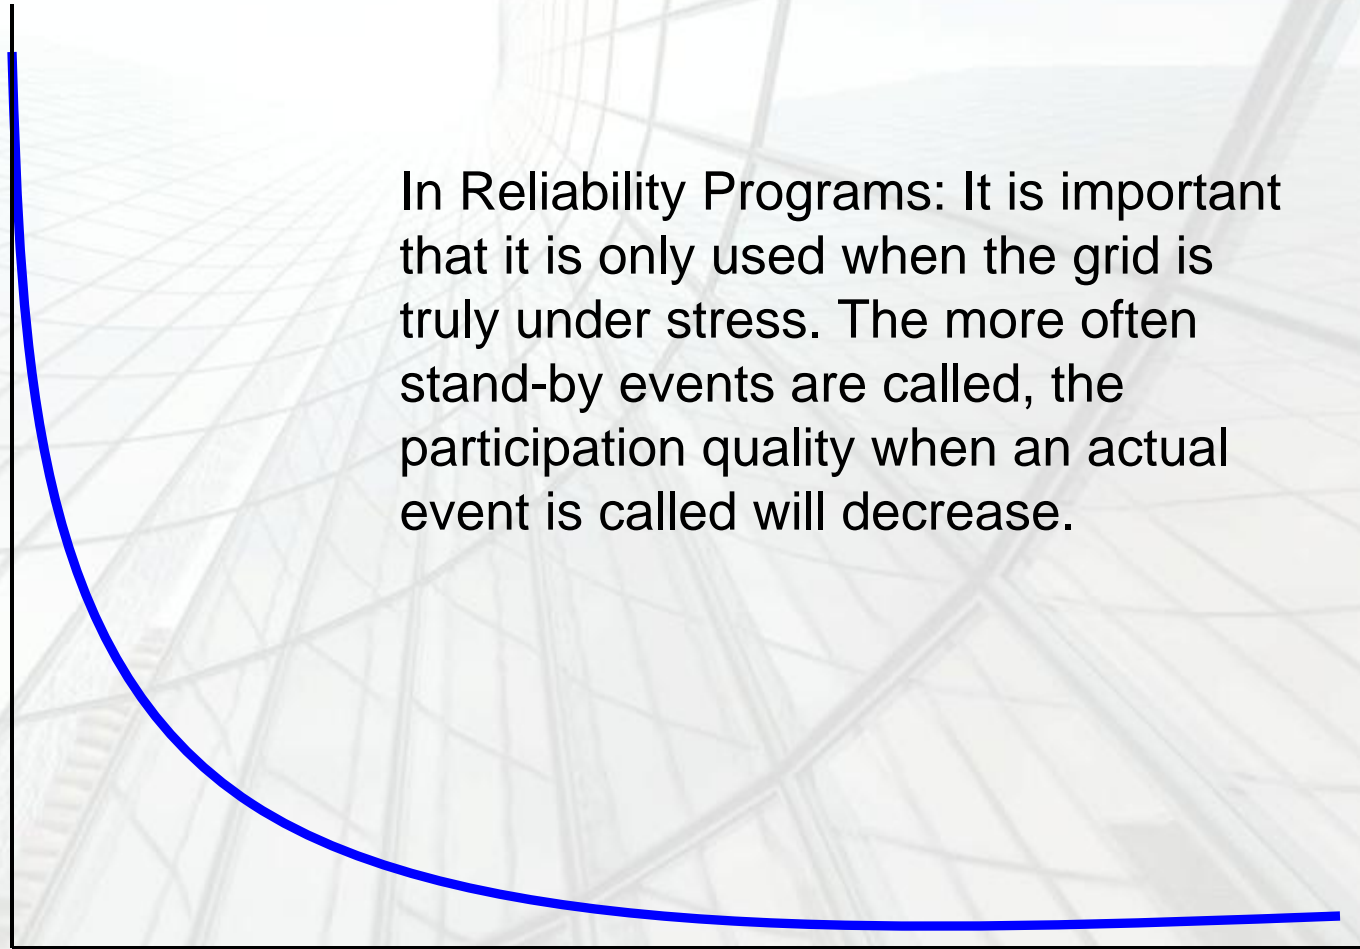 In Reliability Programs: It is important
that it is only used when the grid is
truly under stress. The more often
stand-by events are called, the
participation quality when an actual
event is called will decrease.